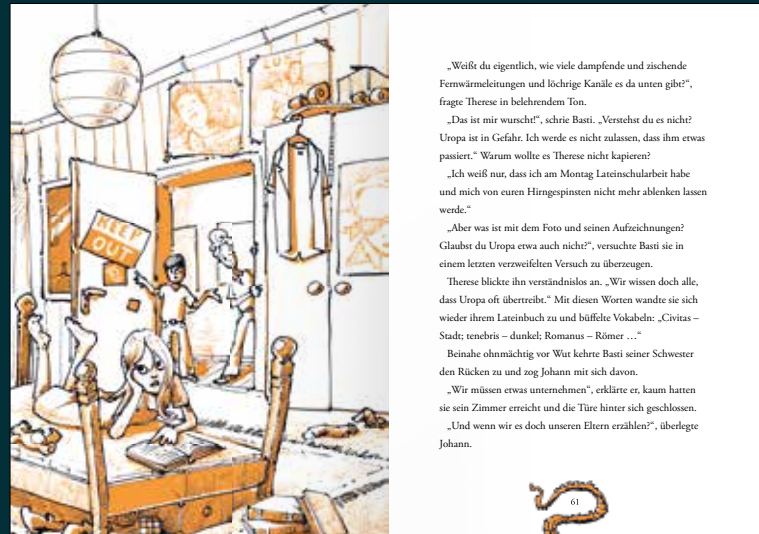 KEEP
OUT
LOST
„Weißt du eigentlich, wie viele dampfende und zischende
Fernwärmeleitungen und löchrige Kanäle es da unten gibt?“,
fragte Therese in belehrendem Ton.
„Das ist mir wurscht!“, schrie Basti. „Verstehst du es nicht?
Uropa ist in Gefahr. Ich werde es nicht zulassen, dass ihm etwas
passiert.“ Warum wollte es Therese nicht kapieren?
„Ich weiß nur, dass ich am Montag Lateinschularbeit habe
und mich von euren Hirngespinsten nicht mehr ablenken lassen
werde.“
„Aber was ist mit dem Foto und seinen Aufzeichnungen?
Glaubst du Uropa etwa auch nicht?“, versuchte Basti sie in
einem letzten verzweifelten Versuch zu überzeugen.
Therese blickte ihn verständnislos an. „Wir wissen doch alle,
dass Uropa oft übertreibt.“ Mit diesen Worten wandte sie sich
wieder ihrem Lateinbuch zu und büffelte Vokabeln: „Civitas –
Stadt; tenebris – dunkel; Romanus – Römer …“
Beinahe ohnmächtig vor Wut kehrte Basti seiner Schwester
den Rücken zu und zog Johann mit sich davon.
„Wir müssen etwas unternehmen“, erklärte er, kaum hatten
sie sein Zimmer erreicht und die Türe hinter sich geschlossen.
„Und wenn wir es doch unseren Eltern erzählen?“, überlegte
Johann.
61